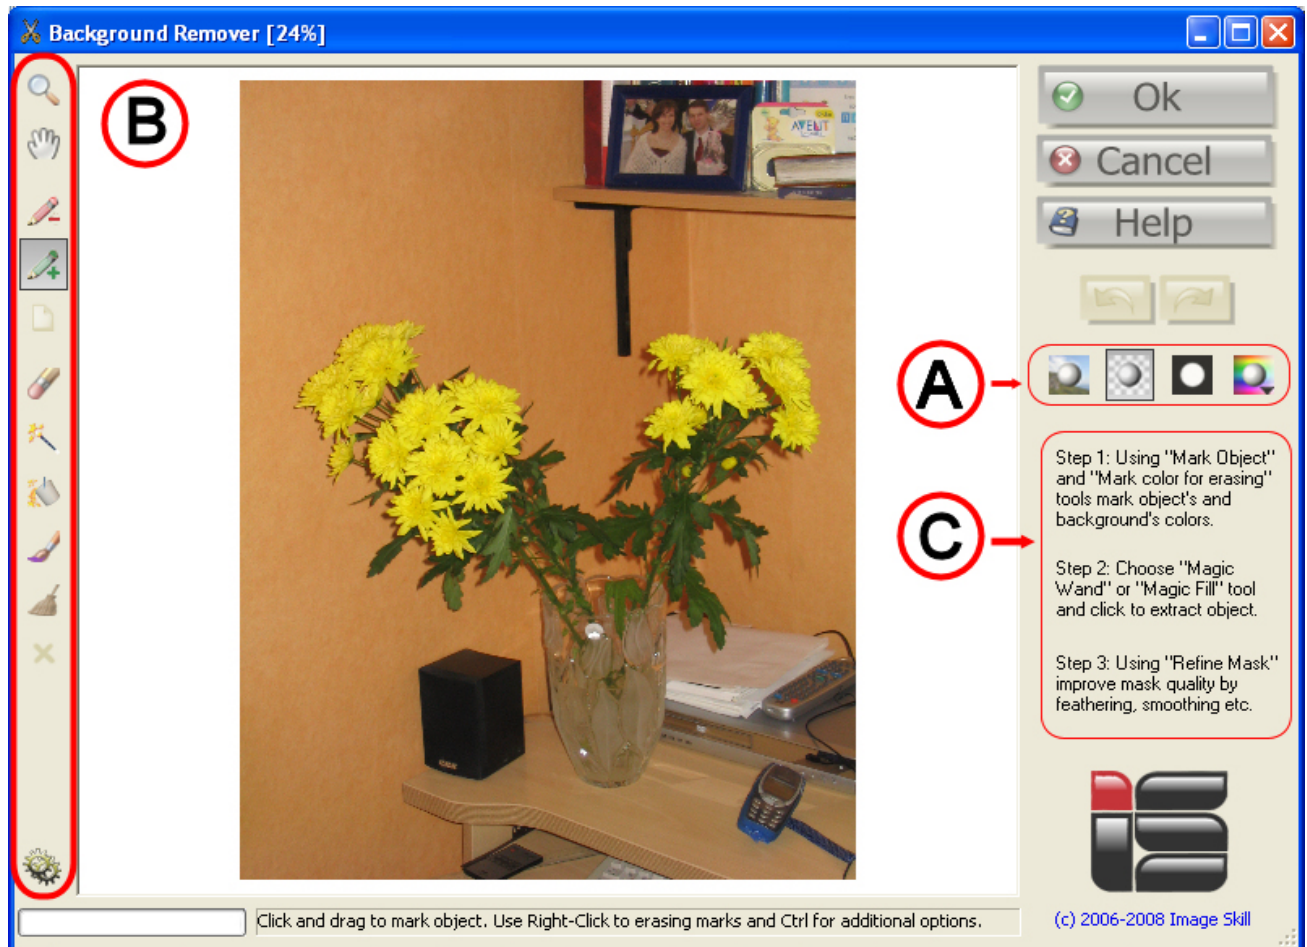 Background Remover [24%]
B
AVENT
Ok
Cancel
Help
A
Step 1: Using "Mark Object"
and "Mark color for erasing"
tools mark object's and
background's colors.
C
Step 2: Choose "Magic
Wand" or "Magic Fill" tool
and click to extract object.
Step 3: Using "Refine Mask"
improve mask quality by
feathering, smoothing etc.
Click and drag to mark object. Use Right-Click to erasing marks and Ctrl for additional options.
(c) 2006-2008 Image Skill